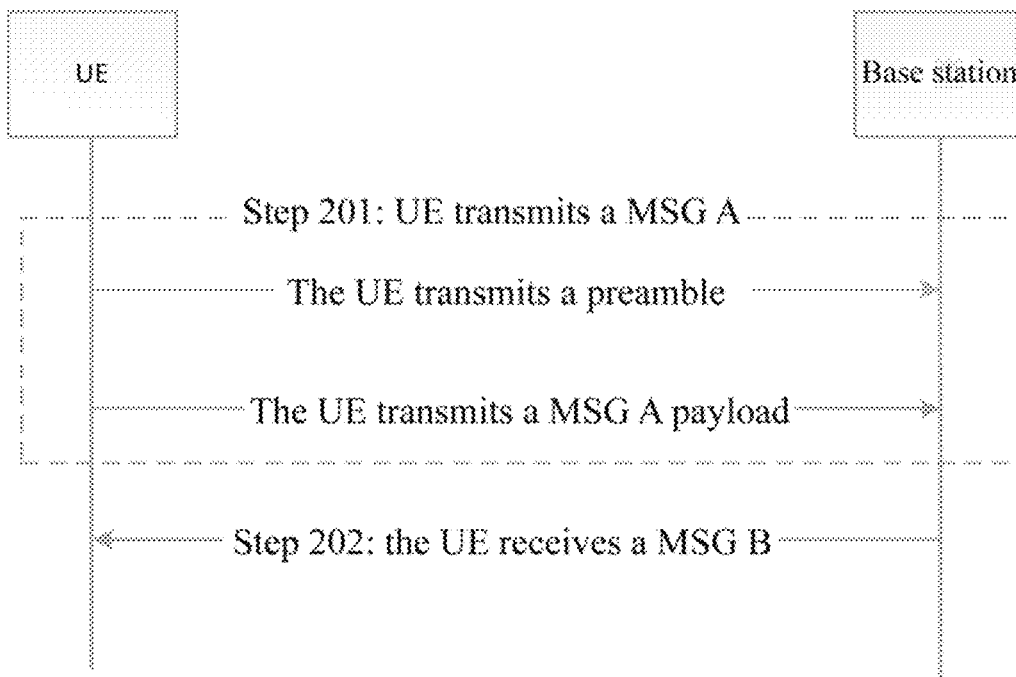 UE
Base station
Step 201: UE transmits a MSG A
The UE transmits a preamble
The UE transmits a MSG A payload
Step 202: the UE receives a MSG B